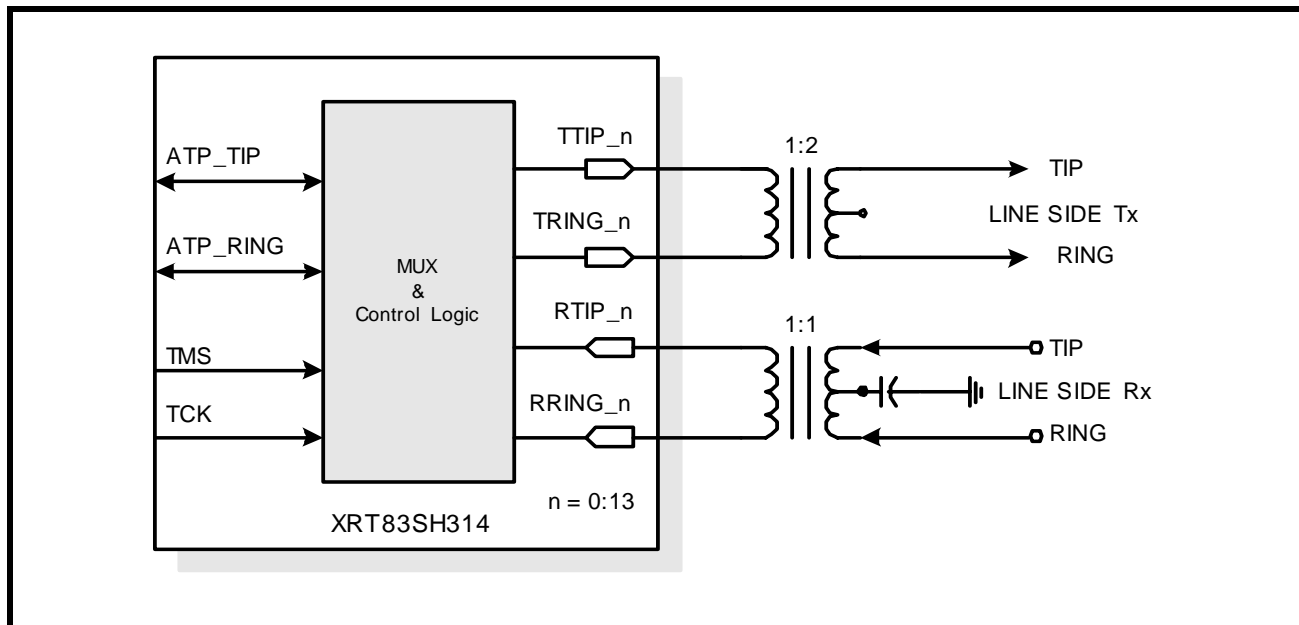 ATP_TIP
ATP_RING
TMS
TCK
MUX
&
Control Logic
TTIP_n
TRING_n
RTIP_n
RRING_n
n = 0:13
XRT83SH314
1:2
TIP
LINE SIDE Tx
RING
1:1
TIP
LINE SIDE Rx
RING